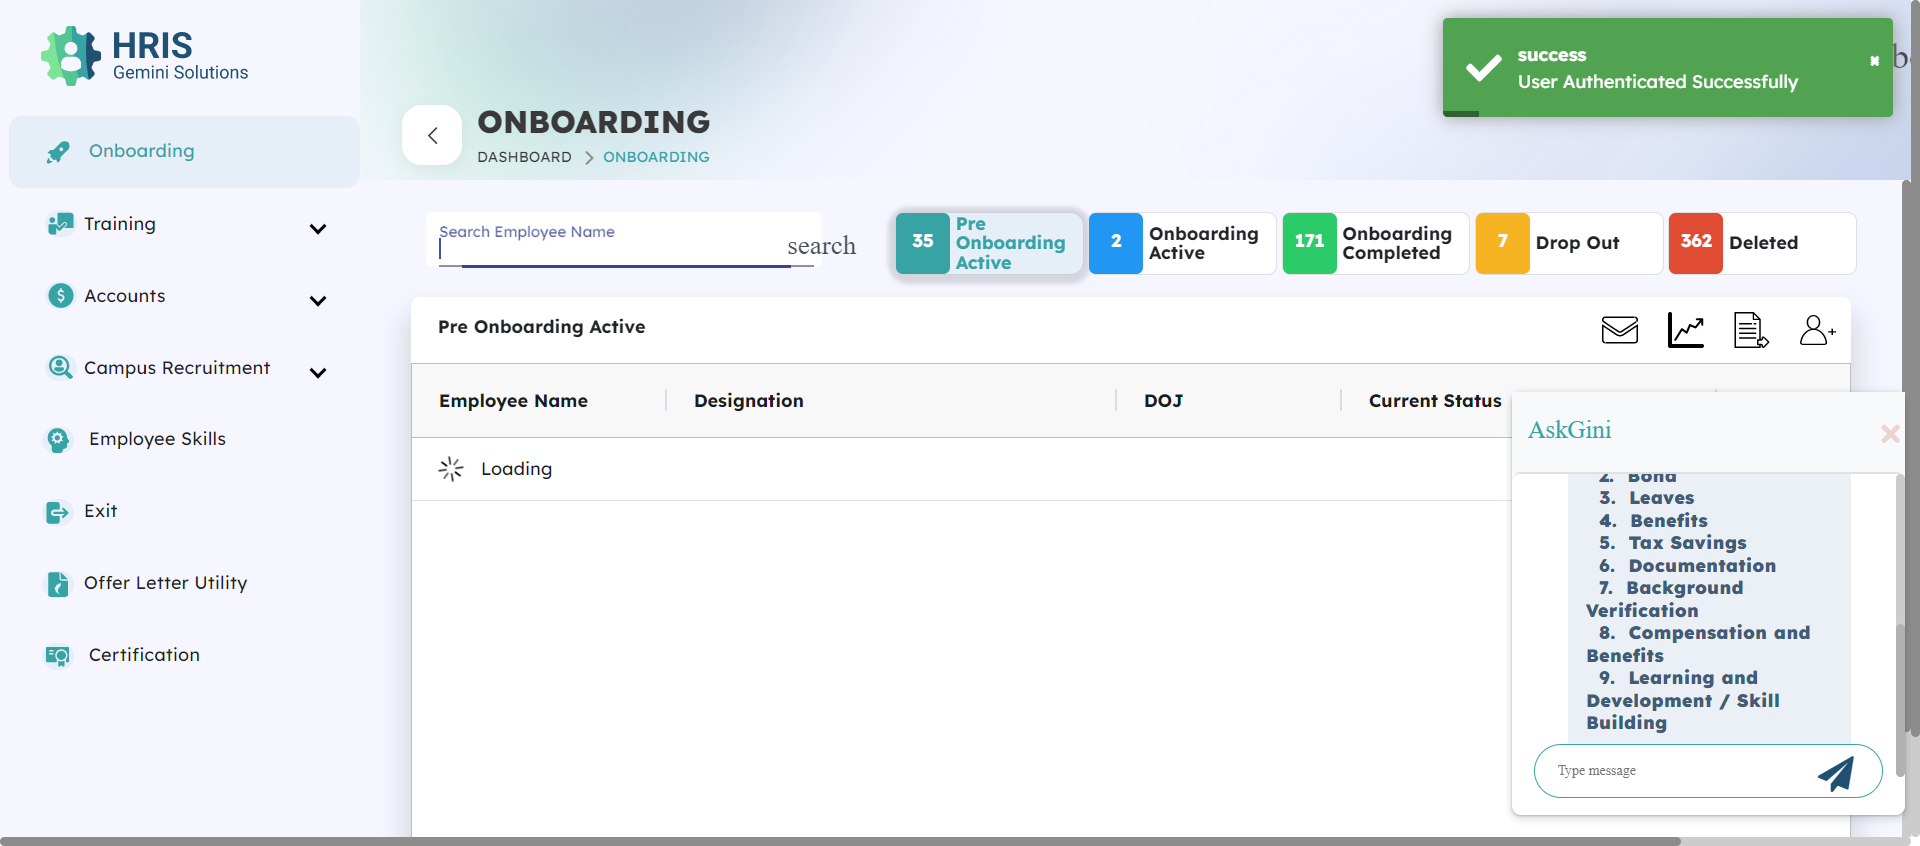 HRIS
Gemini Solutions
success
User Authenticated Successfully
ONBOARDING
DASHBOARD > ONBOARDING
Onboarding
Training
Accounts
Campus Recruitment
Employee Skills
Exit
Offer Letter Utility
Certification
Search Employee Name
search
35 Pre Onboarding Active
2 Onboarding Active
171 Onboarding Completed
7 Drop Out
362 Deleted
Pre Onboarding Active
Employee Name Designation DOJ Current Status
Loading
AskGini
2. Bond
3. Leaves
4. Benefits
5. Tax Savings
6. Documentation
7. Background
Verification
8. Compensation and
Benefits
9. Learning and
Development / Skill
Building
Type message